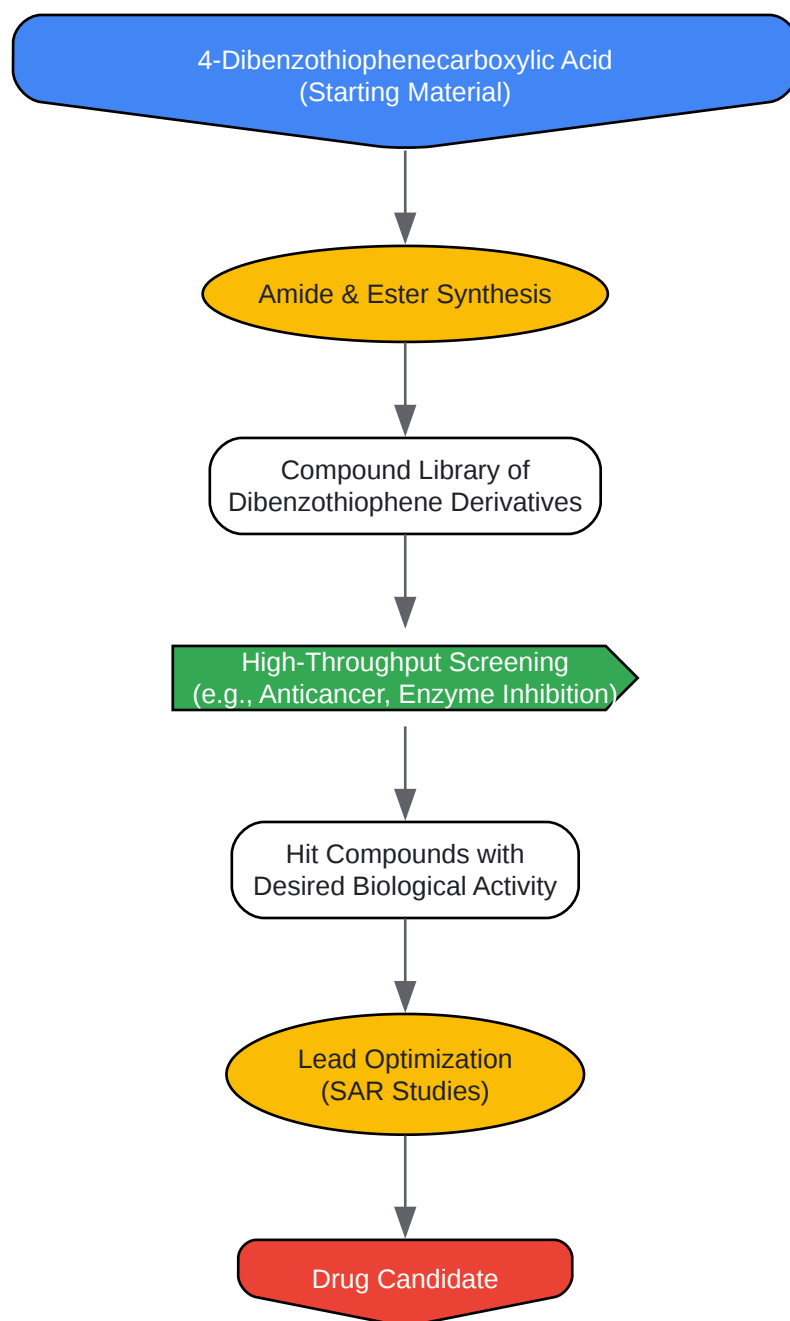 4-Dibenzothiophenecarboxylic Acid
(Starting Material)
Amide & Ester Synthesis
Compound Library of
Dibenzothiophene Derivatives
High-Throughput Screening
(e.g., Anticancer, Enzyme Inhibition)
Hit Compounds with
Desired Biological Activity
Lead Optimization
(SAR Studies)
Drug Candidate